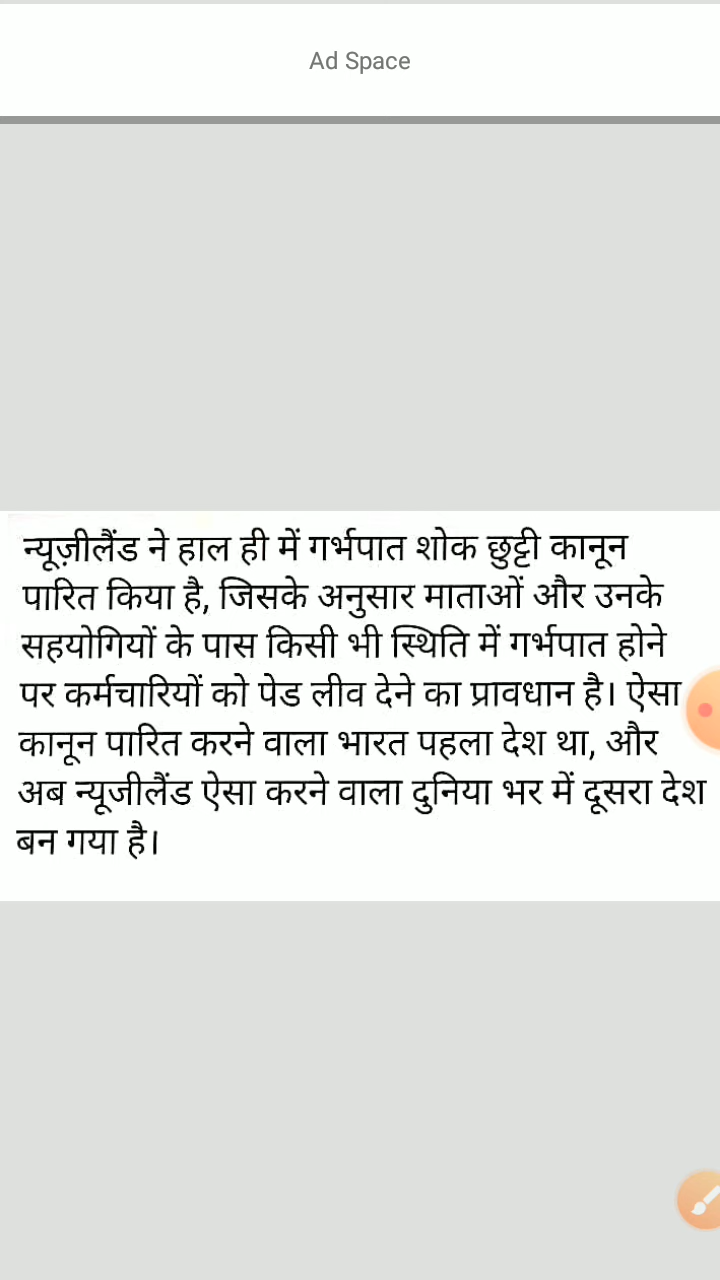 Ad Space
न्यूज़ीलैंड ने हाल ही में गर्भपात शोक छुट्टी कानून
पारित किया है, जिसके अनुसार माताओं और उनके
सहयोगियों के पास किसी भी स्थिति में गर्भपात होने
पर कर्मचारियों को पेड लीव देने का प्रावधान है। ऐसा
कानून पारित करने वाला भारत पहला देश था, और
अब न्यूजीलैंड ऐसा करने वाला दुनिया भर में दूसरा देश
बन गया है।